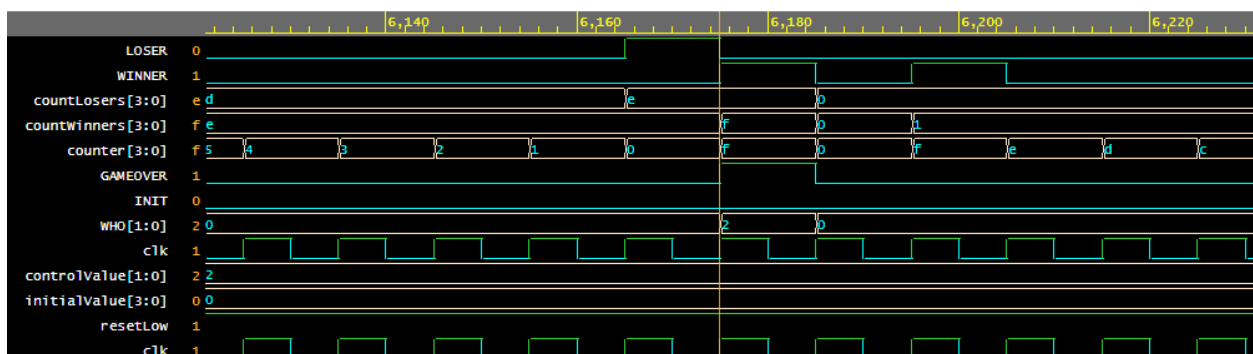 6,140 6,160 6,180 6,200 6,220
LOSER 0
WINNER 1
countLosers[3:0] e d e 0
countWinners[3:0] f e f 0 1
counter[3:0] f 5 4 3 2 1 0 f 0 f e d c
GAMEOVER 1
INIT 0
WHO[1:0] 2 0 2 0
clk 1
controlValue[1:0] 2 2
initialValue[3:0] 0 0
resetLow 1
clk 1